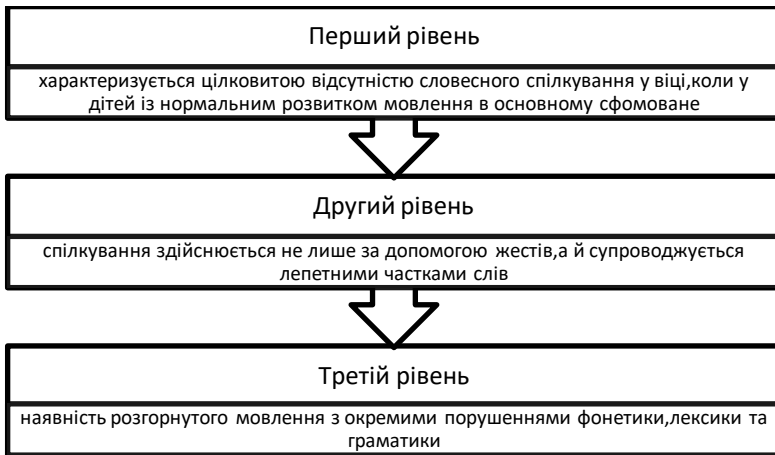 Перший рівень
характеризується цілковитою відсутністю словесного спілкування у віці,коли у
дітей із нормальним розвитком мовлення в основному сфомоване
Другий рівень
спілкування здійснюється не лише за допомогою жестів,а й супроводжується
лепетними частками слів
Третій рівень
наявність розгорнутого мовлення з окремими порушеннями фонетики,лексики та
граматики